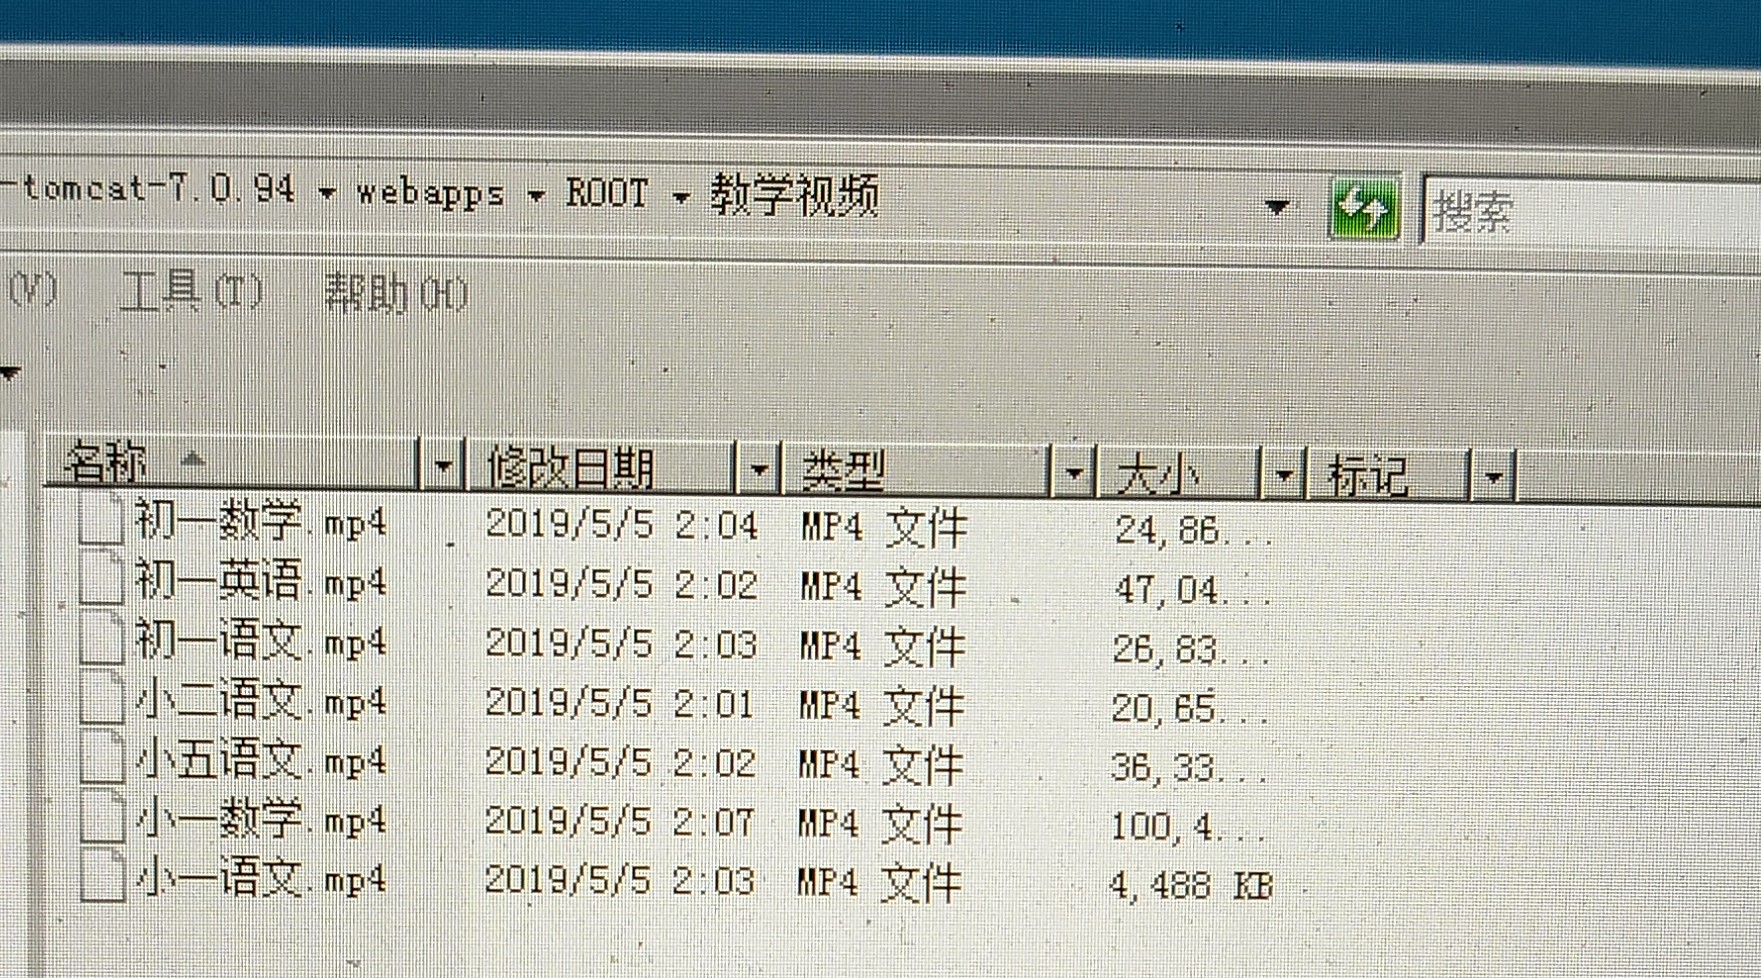 -tomcat-7.0.94 ▾ webapps ▾ ROOT ▾ 教学视频 搜索
(V) 工具(T) 帮助(H)
名称 修改日期 类型 大小 标记
初一数学.mp4 2019/5/5 2:04 MP4 文件 24,86...
初一英语.mp4 2019/5/5 2:02 MP4 文件 47,04...
初一语文.mp4 2019/5/5 2:03 MP4 文件 26,83...
小二语文.mp4 2019/5/5 2:01 MP4 文件 20,65...
小五语文.mp4 2019/5/5 2:02 MP4 文件 36,33...
小一数学.mp4 2019/5/5 2:07 MP4 文件 100,4...
小一语文.mp4 2019/5/5 2:03 MP4 文件 4,488 KB